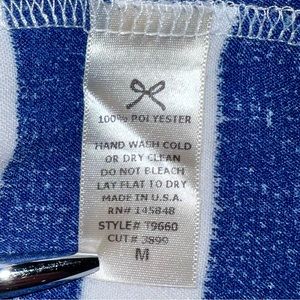 100% POLYESTER
HAND WASH COLD
OR DRY CLEAN
DO NOT BLEACH
LAY FLAT TO DRY
MADE IN U.S.A.
RN# 145848
STYLE# T9660
CUT# 3899
M